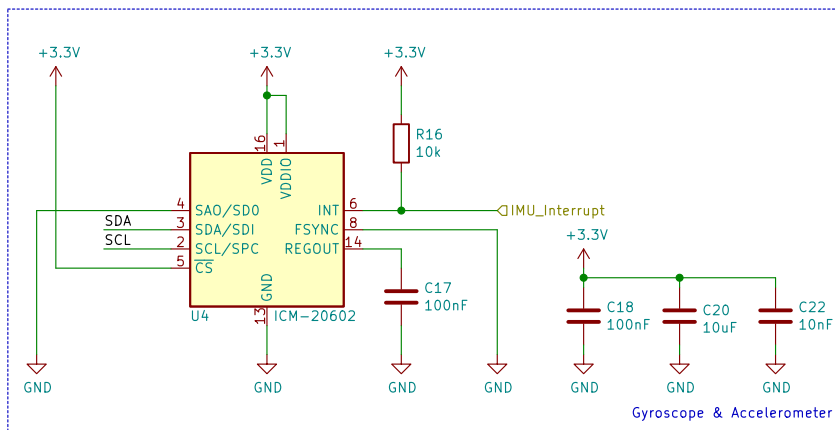 +3.3V
+3.3V
+3.3V
16
VDD
1
VDDIO
R16
10k
4
SAO/SDO
INT
6
IMU_Interrupt
SDA
3
SDA/SDI
FSYNC
8
SCL
2
SCL/SPC
REGOUT
14
5
CS
GND
13
U4
ICM-20602
C17
100nF
+3.3V
C18
100nF
C20
10uF
C22
10nF
GND
GND
GND
GND
GND
GND
GND
Gyroscope & Accelerometer